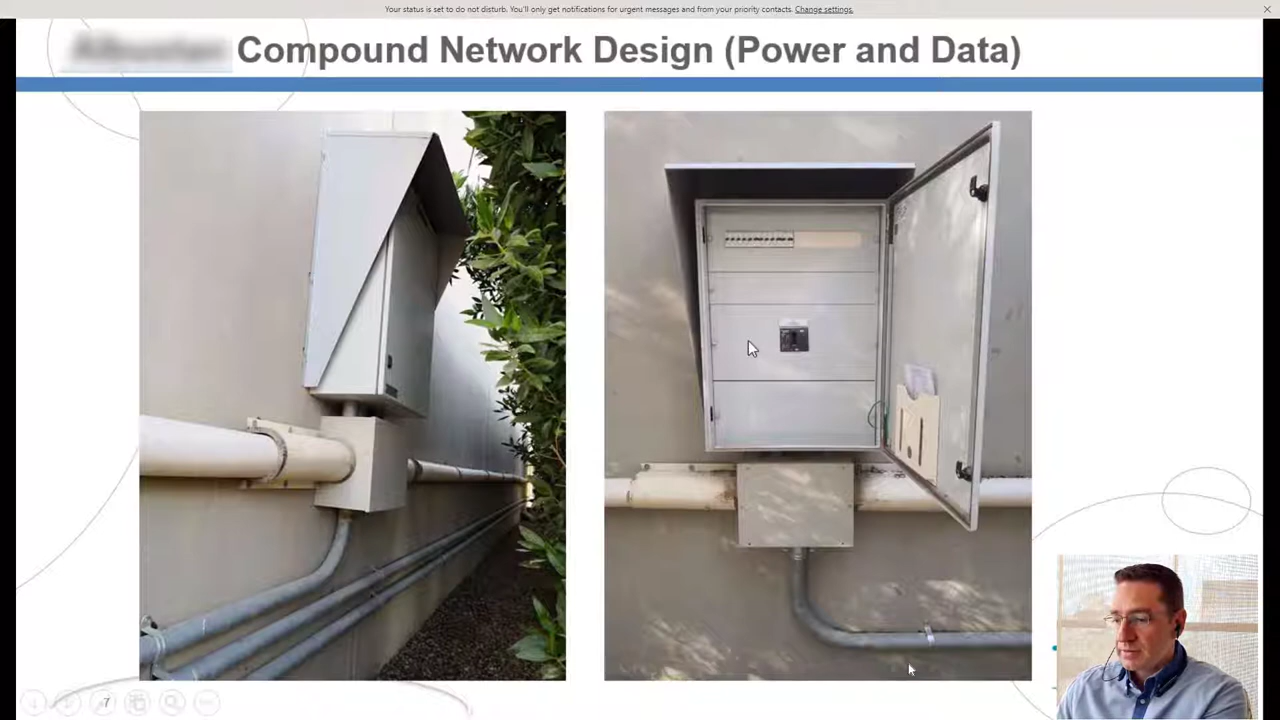 Your status is set to do not disturb. You'll only get notifications for urgent messages and from your priority contacts. Change settings.
Compound Network Design (Power and Data)
7